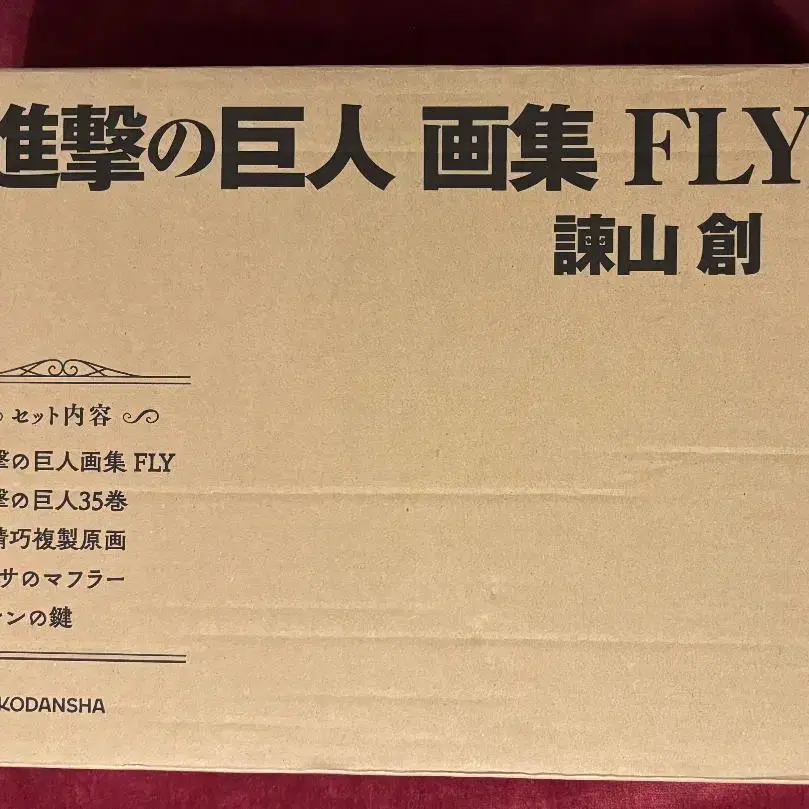 進撃の巨人 画集 FLY
諫山 創
セット内容
撃の巨人画集 FLY
撃の巨人35巻
精巧複製原画
サのマフラー
ンの鍵
KODANSHA